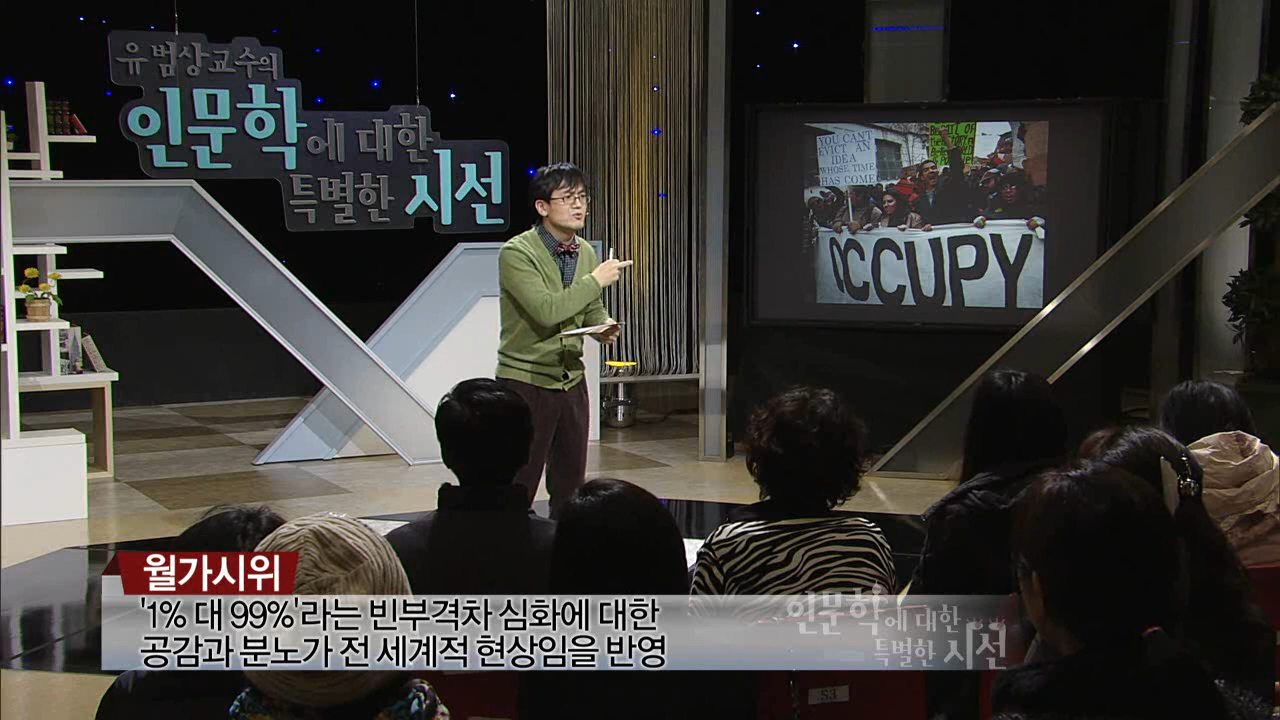 유범상교수의
인문학에 대한
특별한 시선
YOU CAN'T
EVICT AN
IDEA
WHOSE TIME
HAS COME
OCCUPY
월가시위
'1% 대 99%'라는 빈부격차 심화에 대한
공감과 분노가 전 세계적 현상임을 반영
인문학에 대한
특별한 시선
S3